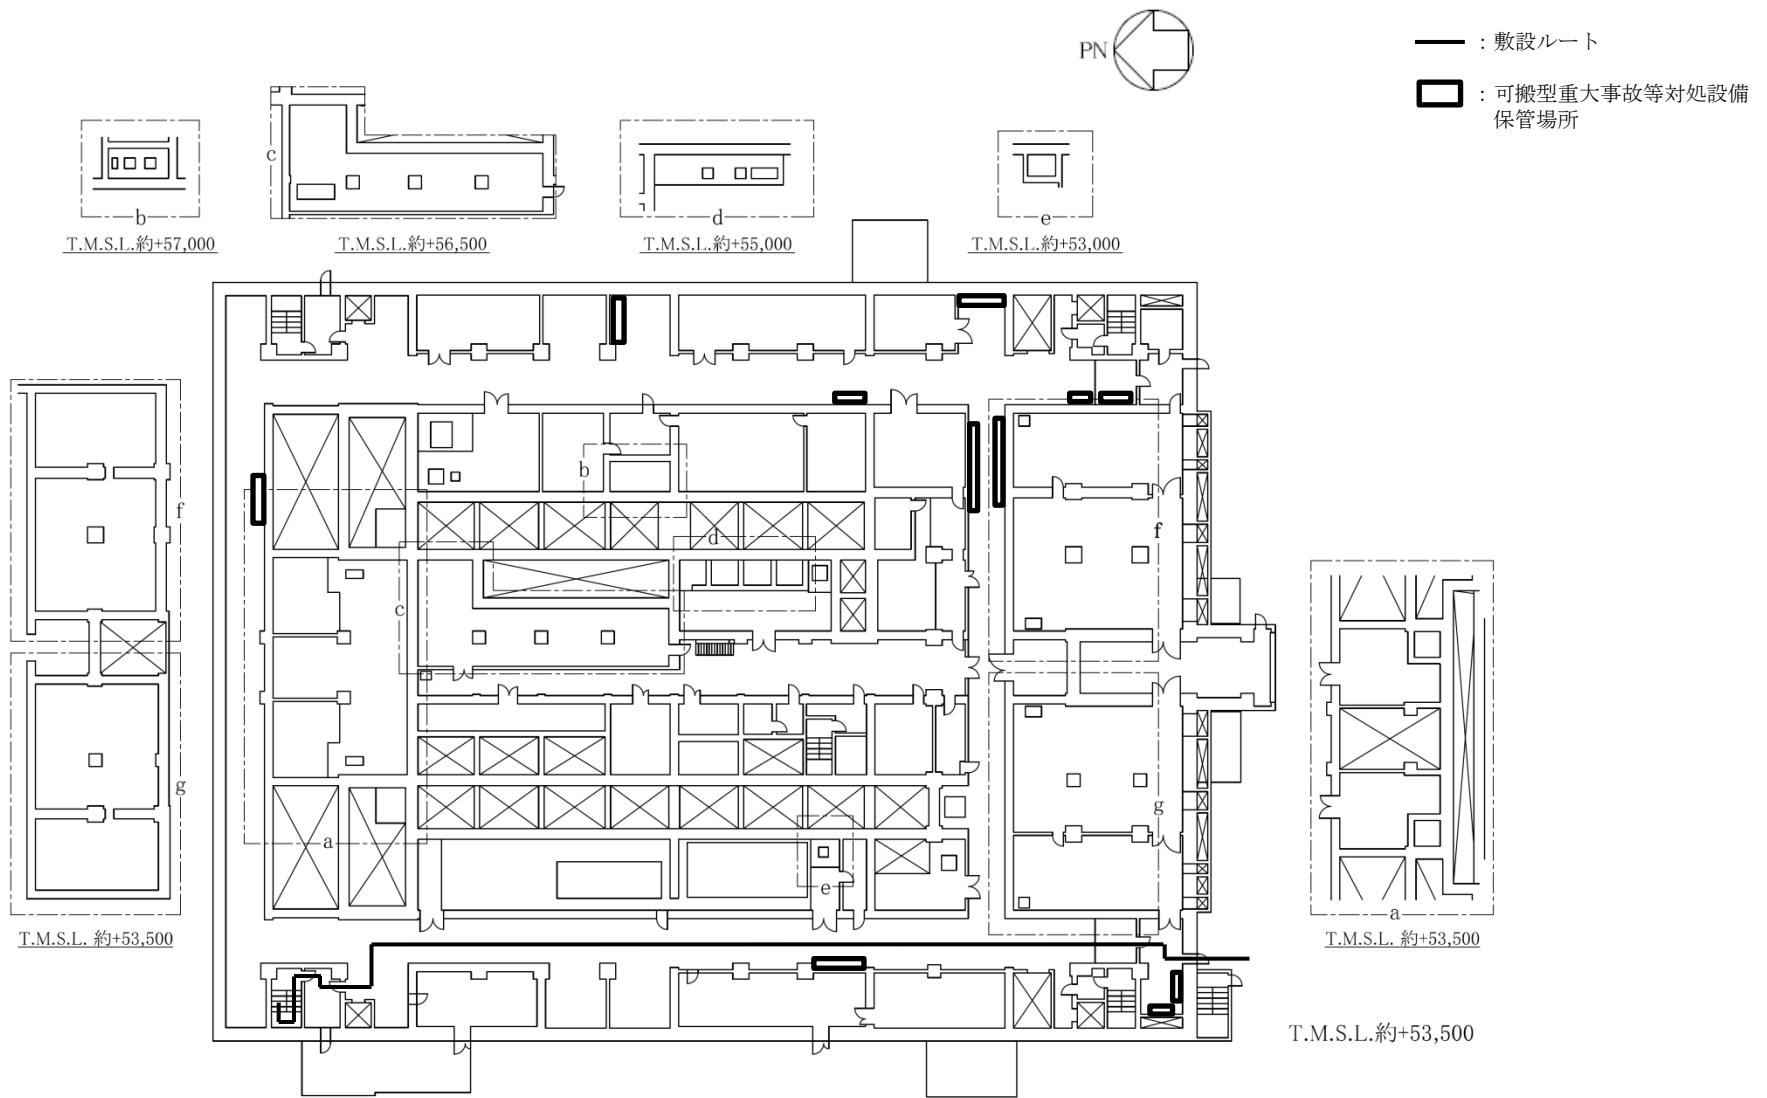 PN
：敷設ルート
：可搬型重大事故等対処設備
保管場所
b
T.M.S.L.約+57,000
c
T.M.S.L.約+56,500
d
T.M.S.L.約+55,000
e
T.M.S.L.約+53,000
f
g
T.M.S.L. 約+53,500
b
d
c
a
e
f
g
a
T.M.S.L. 約+53,500
T.M.S.L.約+53,500